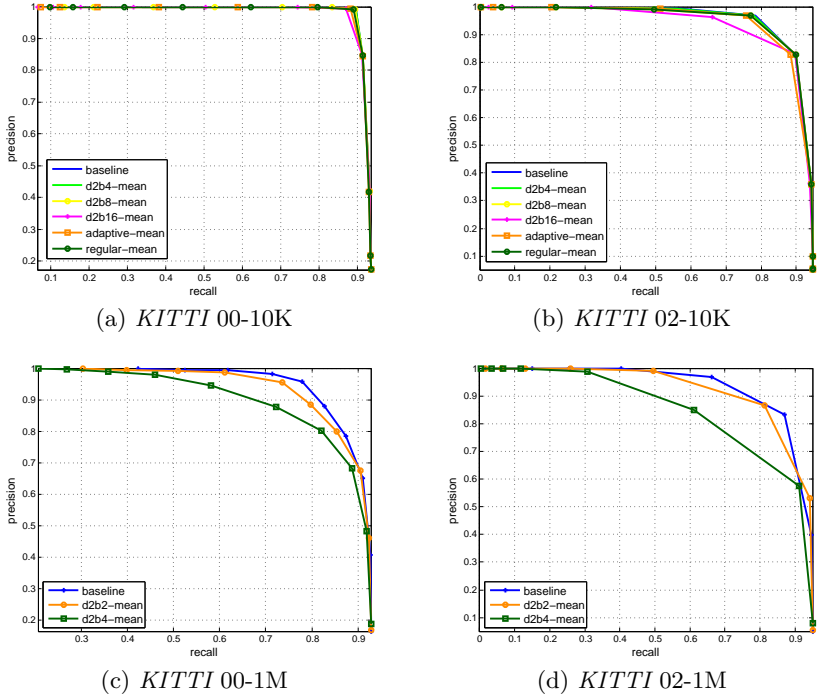 1
0.9
0.8
0.7
0.6
0.5
0.4
0.3
0.2
precision
baseline
d2b4−mean
d2b8−mean
d2b16−mean
adaptive−mean
regular−mean
0.1 0.2 0.3 0.4 0.5 0.6 0.7 0.8 0.9
recall
(a) KITTI 00-10K
1
0.9
0.8
0.7
0.6
0.5
0.4
0.3
0.2
0.1
precision
baseline
d2b4−mean
d2b8−mean
d2b16−mean
adaptive−mean
regular−mean
0 0.1 0.2 0.3 0.4 0.5 0.6 0.7 0.8 0.9
recall
(b) KITTI 02-10K
1
0.9
0.8
0.7
0.6
0.5
0.4
0.3
0.2
precision
baseline
d2b2−mean
d2b4−mean
0.3 0.4 0.5 0.6 0.7 0.8 0.9
recall
(c) KITTI 00-1M
1
0.9
0.8
0.7
0.6
0.5
0.4
0.3
0.2
0.1
precision
baseline
d2b2−mean
d2b4−mean
0 0.1 0.2 0.3 0.4 0.5 0.6 0.7 0.8 0.9
recall
(d) KITTI 02-1M